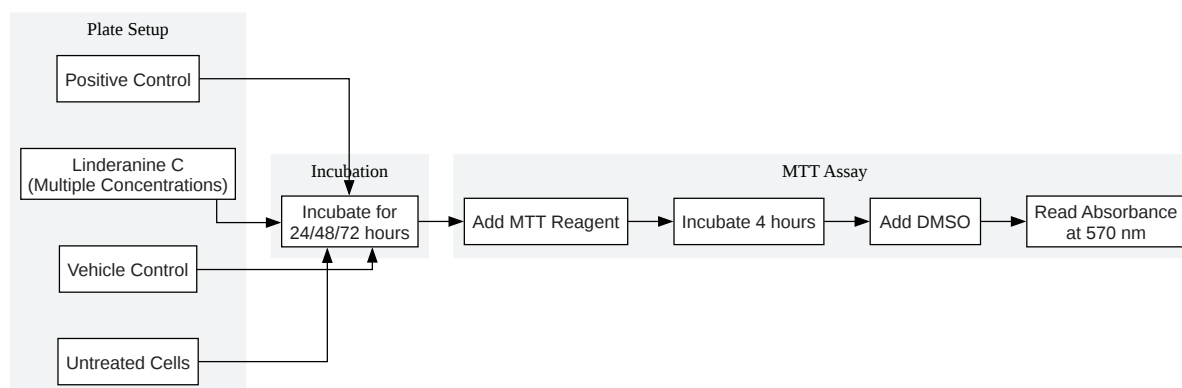 Plate Setup
Positive Control
Linderanine C
(Multiple Concentrations)
Vehicle Control
Untreated Cells
Incubation
Incubate for
24/48/72 hours
MTT Assay
Add MTT Reagent
Incubate 4 hours
Add DMSO
Read Absorbance
at 570 nm